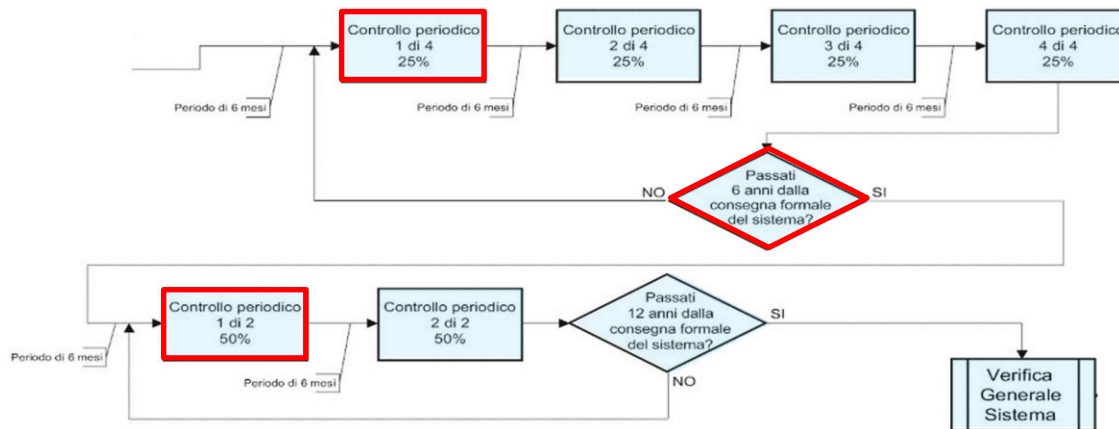 Controllo periodico
1 di 4
25%
Controllo periodico
2 di 4
25%
Controllo periodico
3 di 4
25%
Controllo periodico
4 di 4
25%
Periodo di 6 mesi
Periodo di 6 mesi
Periodo di 6 mesi
Periodo di 6 mesi
Passati
6 anni dalla
consegna formale
del sistema?
NO
SI
Controllo periodico
1 di 2
50%
Controllo periodico
2 di 2
50%
Passati
12 anni dalla
consegna formale
del sistema?
SI
NO
Periodo di 6 mesi
Periodo di 6 mesi
Verifica
Generale
Sistema